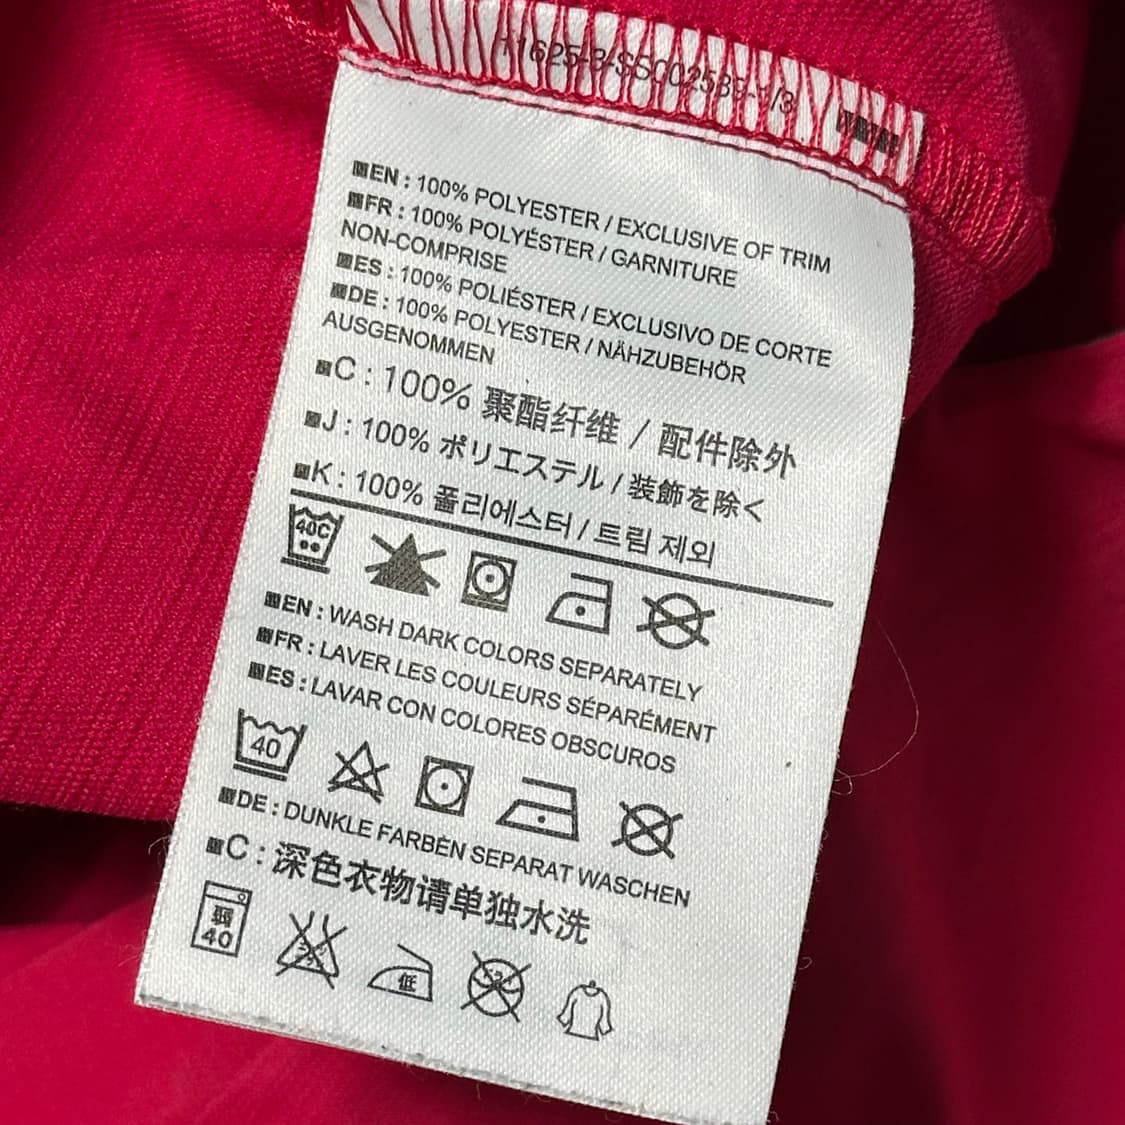 EN : 100% POLYESTER / EXCLUSIVE OF TRIM
FR : 100% POLYÉSTER / GARNITURE
NON-COMPRISE
ES : 100% POLIÉSTER / EXCLUSIVO DE CORTE
DE : 100% POLYESTER / NÄHZUBEHÖR
AUSGENOMMEN
C : 100% 聚酯纤维 / 配件除外
J : 100% ポリエステル / 装飾を除く
K : 100% 폴리에스터 / 트림 제외
40C
EN : WASH DARK COLORS SEPARATELY
FR : LAVER LES COULEURS SÉPARÉMENT
ES : LAVAR CON COLORES OBSCUROS
40
DE : DUNKLE FARBEN SEPARAT WASCHEN
C : 深色衣物请单独水洗
弱
40
低